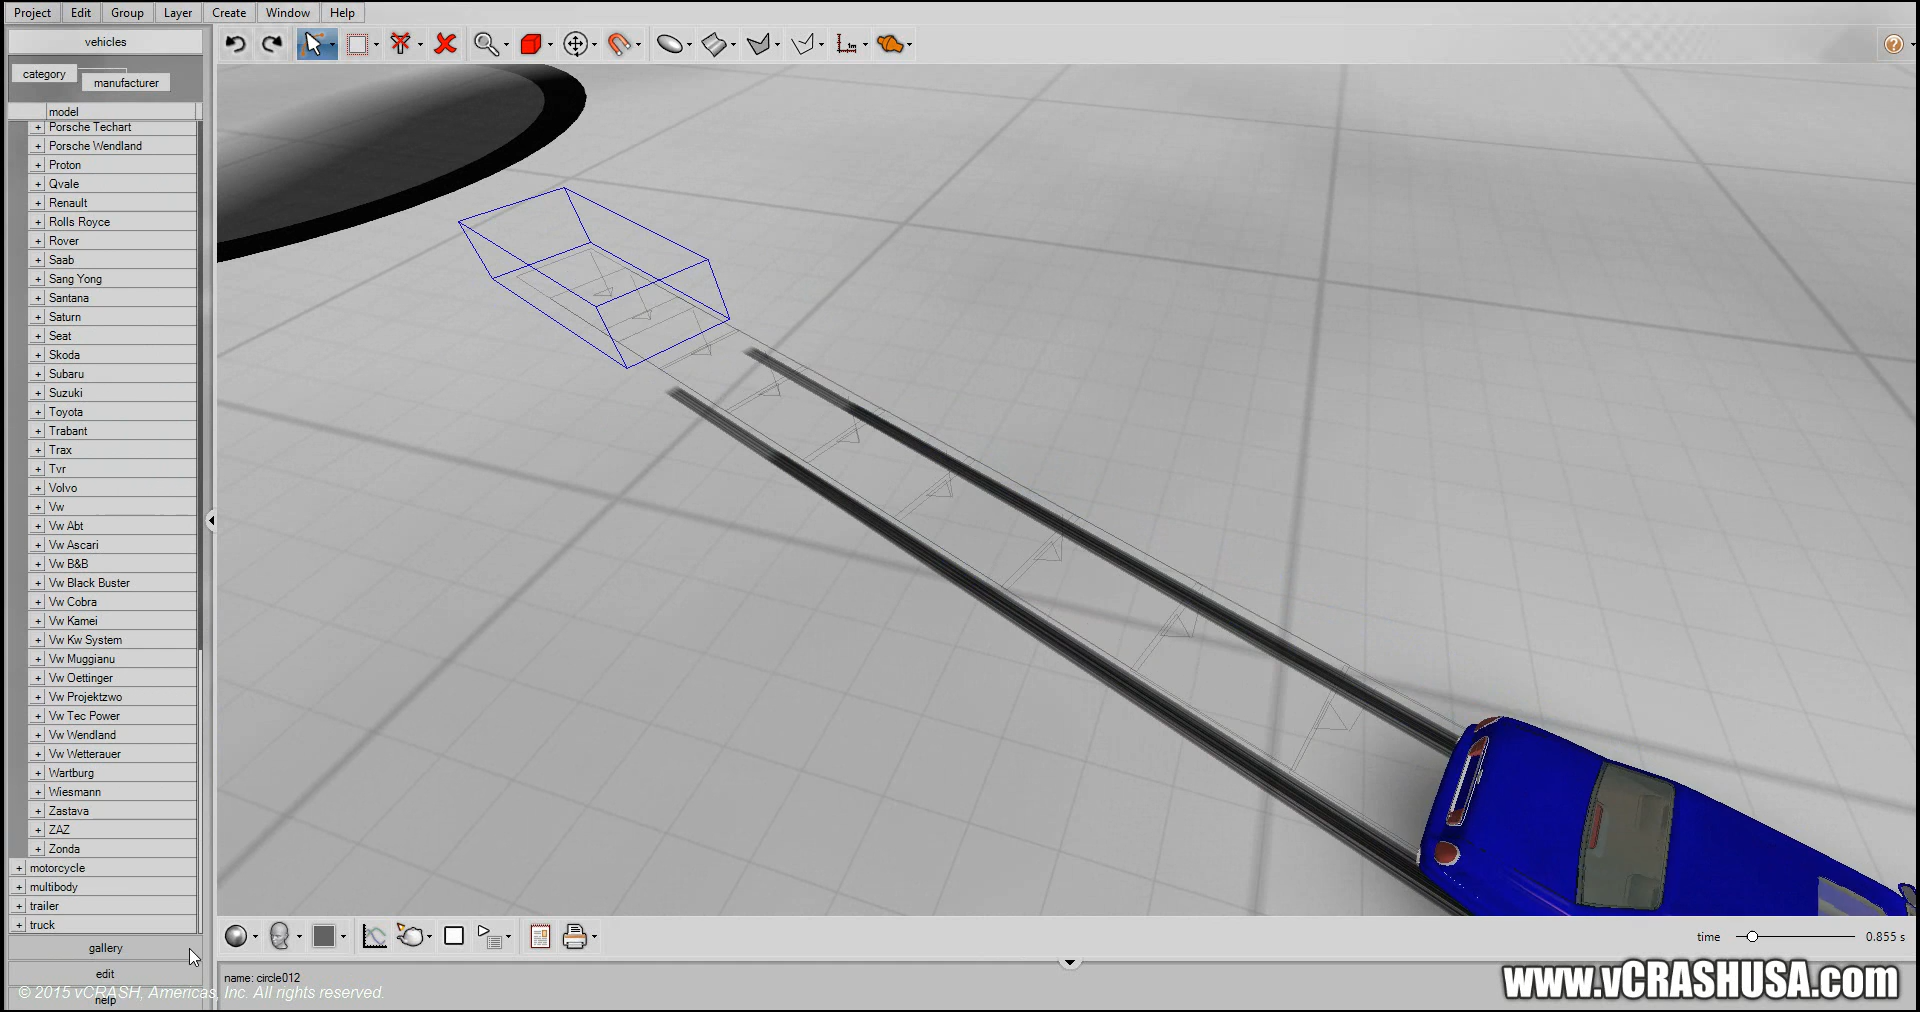 Project Edit Group Layer Create Window Help
vehicles
category
manufacturer
model
Porsche Techart
Porsche Wendland
Proton
Qvale
Renault
Rolls Royce
Rover
Saab
Sang Yong
Santana
Saturn
Seat
Skoda
Subaru
Suzuki
Toyota
Trabant
Trax
Tvr
Volvo
Vw
Vw Abt
Vw Ascari
Vw B&B
Vw Black Buster
Vw Cobra
Vw Kamei
Vw Kw System
Vw Muggianu
Vw Oettinger
Vw Projektzwo
Vw Tec Power
Vw Wendland
Vw Wetterauer
Wartburg
Wiesmann
Zastava
ZAZ
Zonda
motorcycle
multibody
trailer
truck
gallery
edit
help
time 0.855 s
name: circle012
© 2015 vCRASH, Americas, Inc. All rights reserved.
www.vCRASHUSA.com